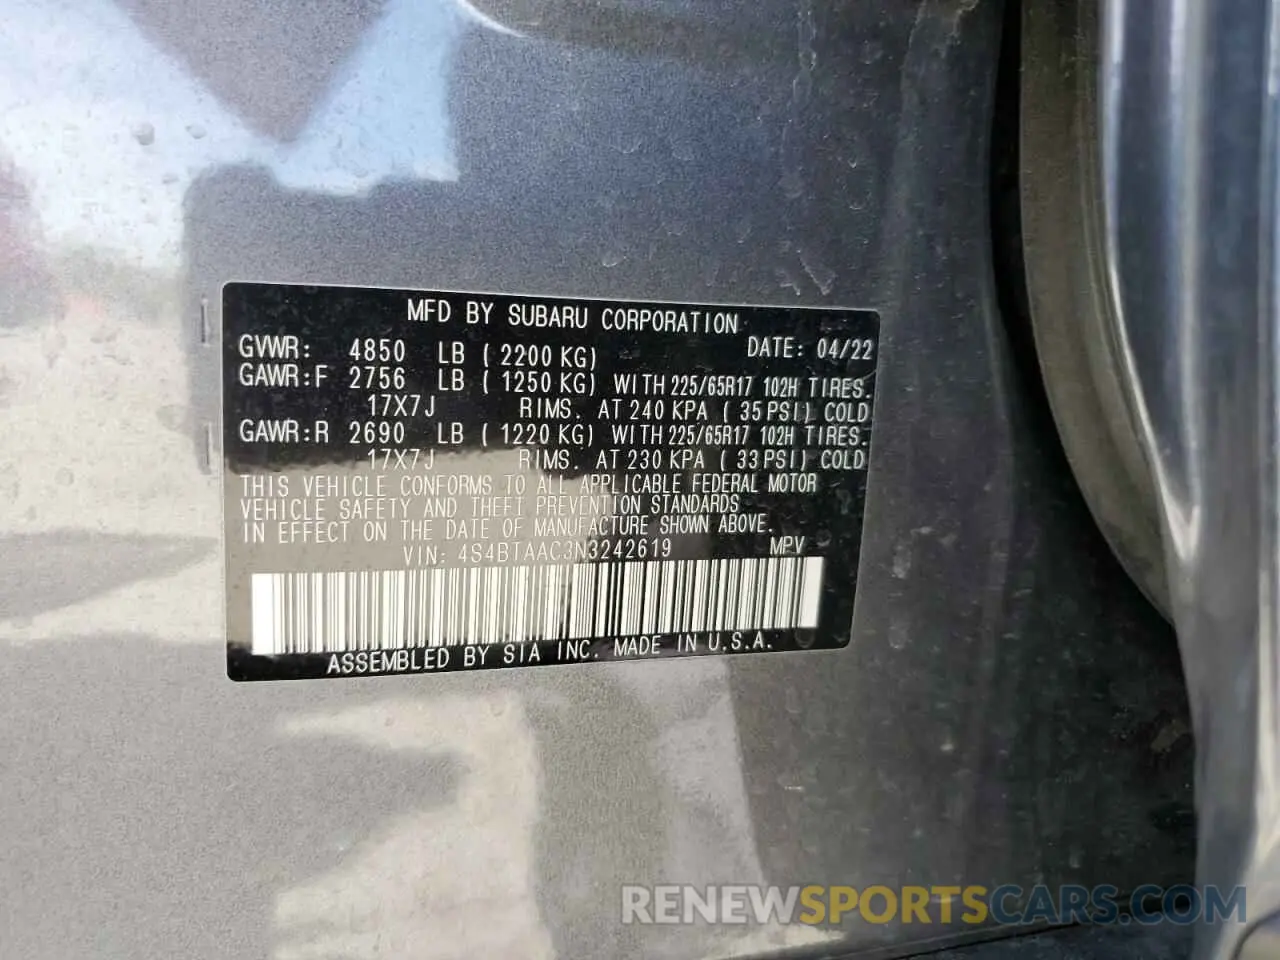 MFD BY SUBARU CORPORATION
GVWR: 4850 LB (2200 KG) DATE: 04/22
GAWR:F 2756 LB (1250 KG) WITH 225/65R17 102H TIRES.
17X7J RIMS. AT 240 KPA (35 PSI) COLD
GAWR:R 2690 LB (1220 KG) WITH 225/65R17 102H TIRES.
17X7J RIMS. AT 230 KPA (33 PSI) COLD
THIS VEHICLE CONFORMS TO ALL APPLICABLE FEDERAL MOTOR
VEHICLE SAFETY AND THEFT PREVENTION STANDARDS
IN EFFECT ON THE DATE OF MANUFACTURE SHOWN ABOVE.
VIN: 4S4BTAAC3N3242619 MPV
ASSEMBLED BY SIA INC. MADE IN U.S.A.
RENEWSPORTSCARS.COM